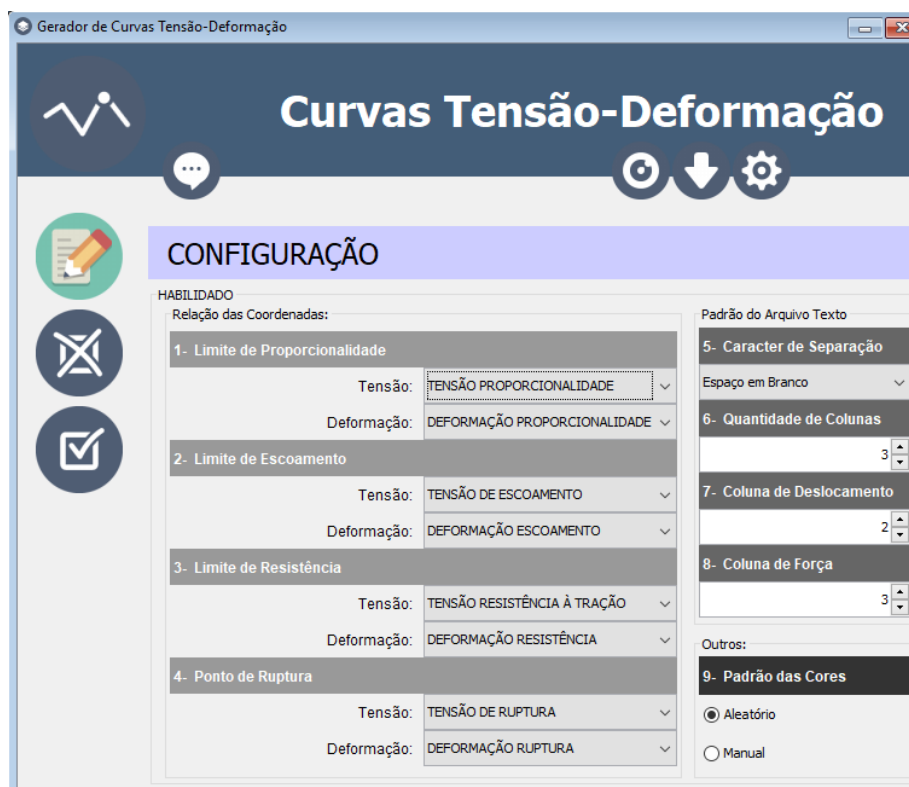 Gerador de Curvas Tensão-Deformação
Curvas Tensão-Deformação
CONFIGURAÇÃO
HABILIDADO
Relação das Coordenadas:
1- Limite de Proporcionalidade
Tensão: TENSÃO PROPORCIONALIDADE
Deformação: DEFORMAÇÃO PROPORCIONALIDADE
2- Limite de Escoamento
Tensão: TENSÃO DE ESCOAMENTO
Deformação: DEFORMAÇÃO ESCOAMENTO
3- Limite de Resistência
Tensão: TENSÃO RESISTÊNCIA À TRAÇÃO
Deformação: DEFORMAÇÃO RESISTÊNCIA
4- Ponto de Ruptura
Tensão: TENSÃO DE RUPTURA
Deformação: DEFORMAÇÃO RUPTURA
Padrão do Arquivo Texto
5- Caracter de Separação
Espaço em Branco
6- Quantidade de Colunas
3
7- Coluna de Deslocamento
2
8- Coluna de Força
3
Outros:
9- Padrão das Cores
Aleatório
Manual